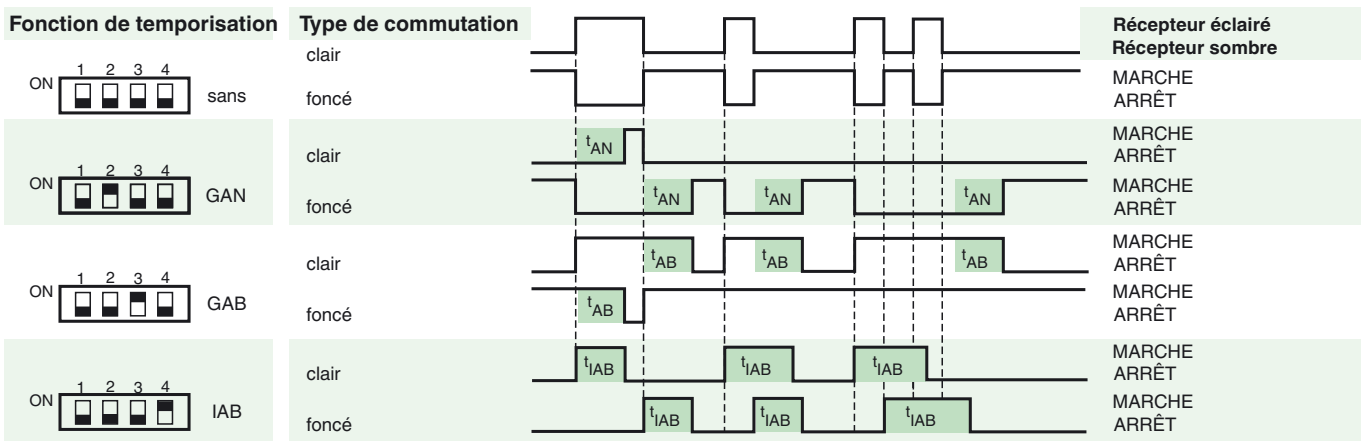 Fonction de temporisation Type de commutation Récepteur éclairé
Récepteur sombre
clair
ON 1 2 3 4 sans
foncé MARCHE
ARRÊT
clair tAN MARCHE
ARRÊT
ON 1 2 3 4 GAN
foncé tAN tAN tAN MARCHE
ARRÊT
clair tAB tAB tAB MARCHE
ARRÊT
ON 1 2 3 4 GAB
foncé tAB MARCHE
ARRÊT
clair tIAB tIAB tIAB MARCHE
ARRÊT
ON 1 2 3 4 IAB
foncé tIAB tIAB tIAB MARCHE
ARRÊT